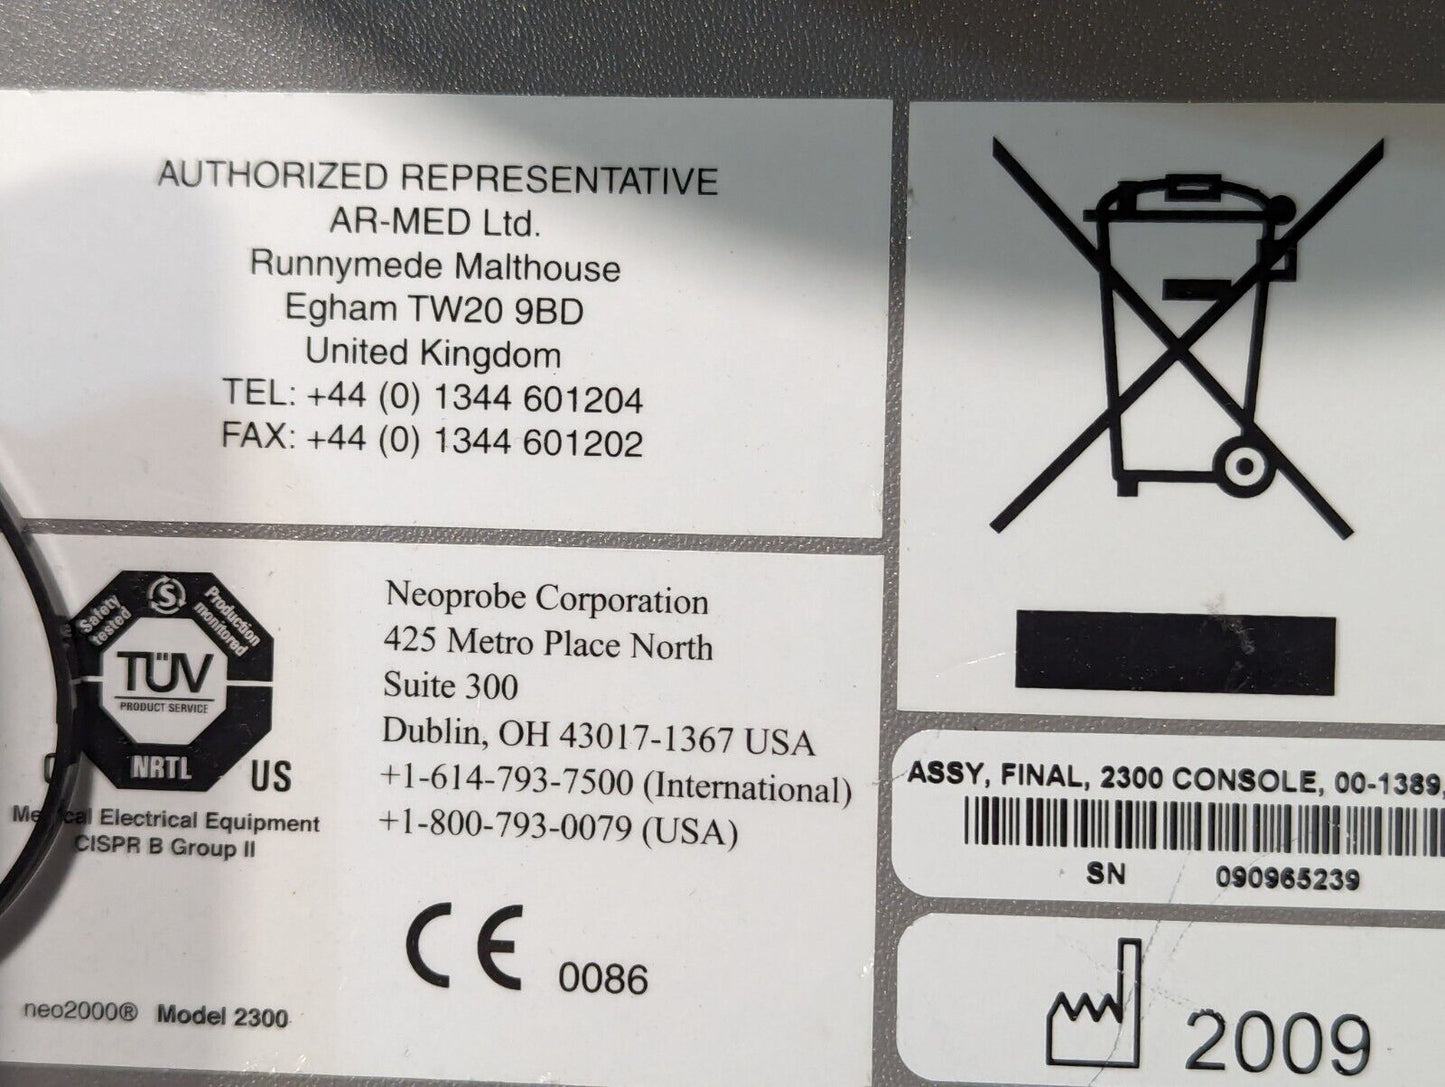 AUTHORIZED REPRESENTATIVE
AR-MED Ltd.
Runnymede Malthouse
Egham TW20 9BD
United Kingdom
TEL: +44 (0) 1344 601204
FAX: +44 (0) 1344 601202
Safety tested
S
Production monitored
TÜV
PRODUCT SERVICE
NRTL
US
Medical Electrical Equipment
CISPR B Group II
Neoprobe Corporation
425 Metro Place North
Suite 300
Dublin, OH 43017-1367 USA
+1-614-793-7500 (International)
+1-800-793-0079 (USA)
CE 0086
neo2000® Model 2300
ASSY, FINAL, 2300 CONSOLE, 00-1389,
SN 090965239
2009